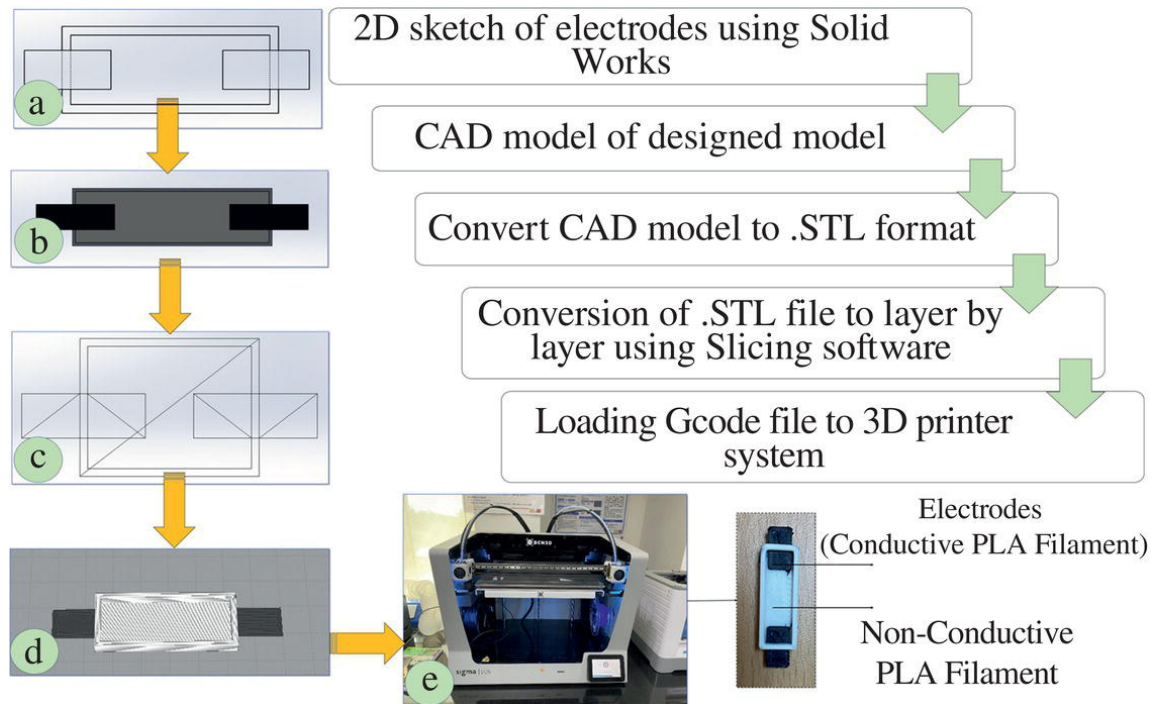 a
2D sketch of electrodes using Solid
Works
CAD model of designed model
b
Convert CAD model to .STL format
c
Conversion of .STL file to layer by
layer using Slicing software
Loading Gcode file to 3D printer
system
d
BCN3D
sigma
e
Electrodes
(Conductive PLA Filament)
Non-Conductive
PLA Filament